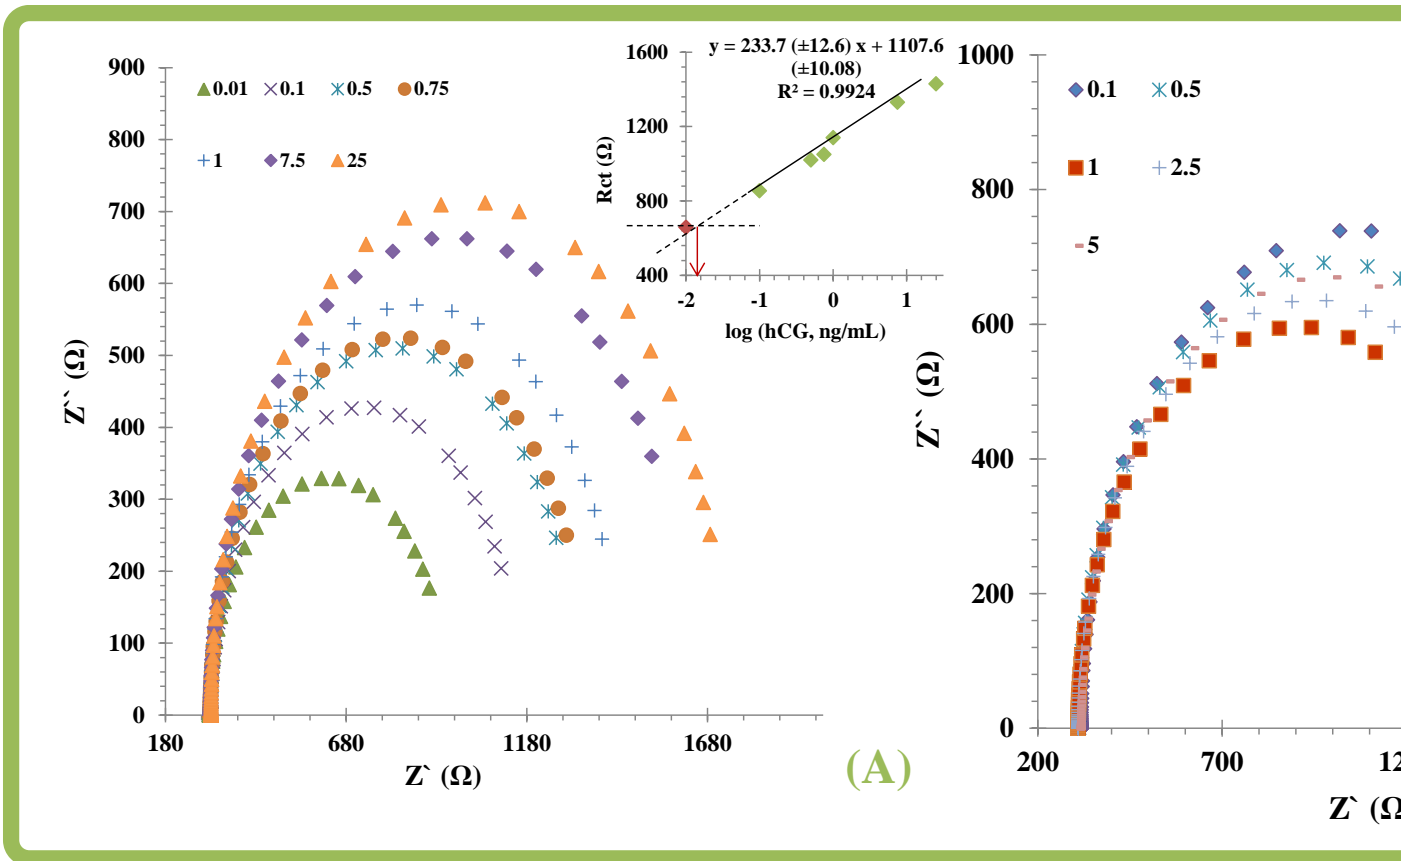 y = 233.7 (±12.6) x + 1107.6
(±10.08)
R² = 0.9924
1600
1200
800
400
-2 -1 0 1
Rct (Ω)
log (hCG, ng/mL)
900
800
700
600
500
400
300
200
100
0
180 680 1180 1680
Z`` (Ω)
Z` (Ω)
0.01 0.1 0.5 0.75
1 7.5 25
(A)
1000
800
600
400
200
0
200 700
Z`` (Ω)
Z` (Ω
0.1 0.5
1 2.5
5